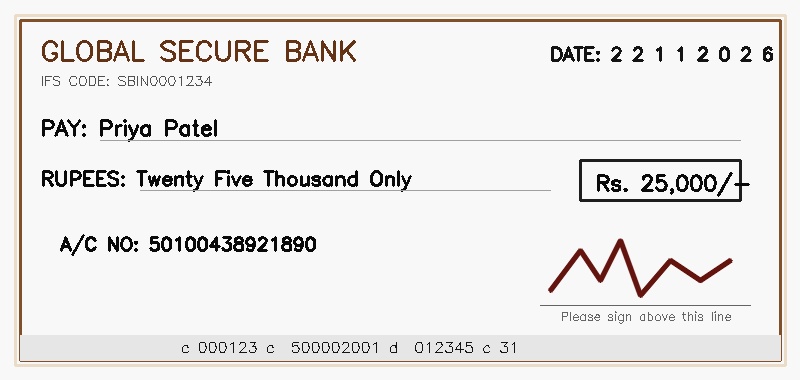 GLOBAL SECURE BANK
DATE: 2 2 1 1 2 0 2 6
IFS CODE: SBIN0001234
PAY: Priya Patel
RUPEES: Twenty Five Thousand Only
Rs. 25,000/-
A/C NO: 50100438921890
Please sign above this line
c 000123 c 500002001 d 012345 c 31